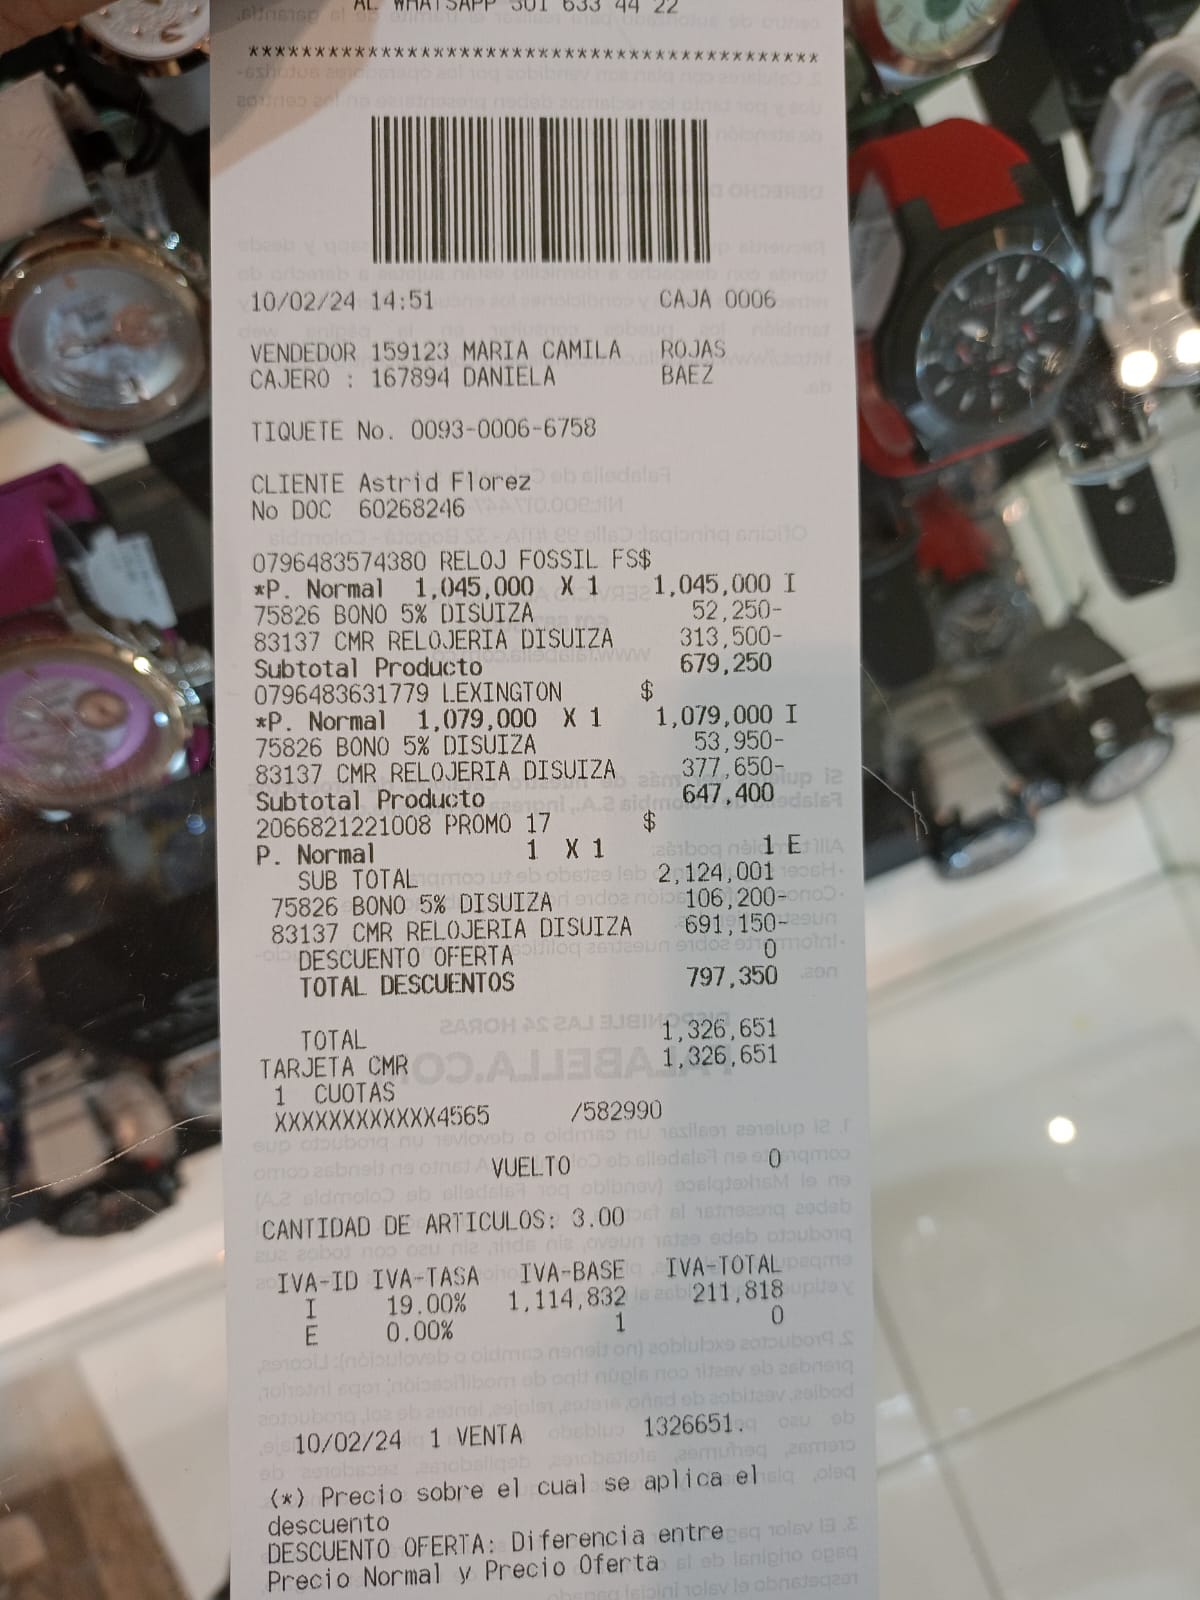 AL WHATSAPP 301 633 44 22
*******************************************
10/02/24 14:51 CAJA 0006
VENDEDOR 159123 MARIA CAMILA ROJAS
CAJERO : 167894 DANIELA BAEZ
TIQUETE No. 0093-0006-6758
CLIENTE Astrid Florez
No DOC 60268246
0796483574380 RELOJ FOSSIL FS$
*P. Normal 1,045,000 X 1 1,045,000 I
75826 BONO 5% DISUIZA 52,250-
83137 CMR RELOJERIA DISUIZA 313,500-
Subtotal Producto 679,250
0796483631779 LEXINGTON $
*P. Normal 1,079,000 X 1 1,079,000 I
75826 BONO 5% DISUIZA 53,950-
83137 CMR RELOJERIA DISUIZA 377,650-
Subtotal Producto 647,400
2066821221008 PROMO 17 $
P. Normal 1 X 1 1 E
SUB TOTAL 2,124,001
75826 BONO 5% DISUIZA 106,200-
83137 CMR RELOJERIA DISUIZA 691,150-
DESCUENTO OFERTA 0
TOTAL DESCUENTOS 797,350
TOTAL 1,326,651
TARJETA CMR 1,326,651
1 CUOTAS
XXXXXXXXXXXX4565 /582990
VUELTO 0
CANTIDAD DE ARTICULOS: 3.00
IVA-ID IVA-TASA IVA-BASE IVA-TOTAL
I 19.00% 1,114,832 211,818
E 0.00% 1 0
10/02/24 1 VENTA 1326651.
(*) Precio sobre el cual se aplica el
descuento
DESCUENTO OFERTA: Diferencia entre
Precio Normal y Precio Oferta